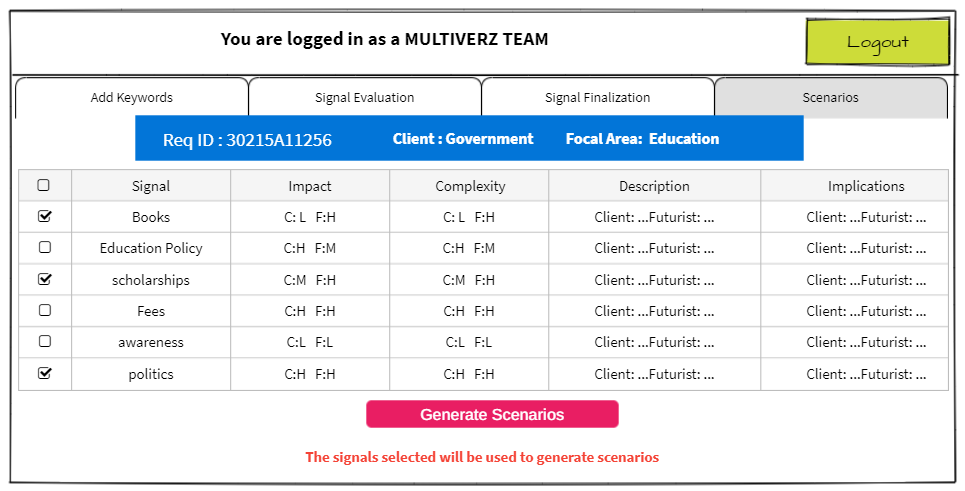 You are logged in as a MULTIVERZ TEAM Logout
Add Keywords Signal Evaluation Signal Finalization Scenarios
Req ID : 30215A11256 Client : Government Focal Area: Education
Signal Impact Complexity Description Implications
Books C: L F:H C: L F:H Client: ...Futurist: ... Client: ...Futurist: ...
Education Policy C:H F:M C:H F:M Client: ...Futurist: ... Client: ...Futurist: ...
scholarships C:M F:H C:M F:H Client: ...Futurist: ... Client: ...Futurist: ...
Fees C:H F:H C:H F:H Client: ...Futurist: ... Client: ...Futurist: ...
awareness C:L F:L C:L F:L Client: ...Futurist: ... Client: ...Futurist: ...
politics C:H F:H C:H F:H Client: ...Futurist: ... Client: ...Futurist: ...
Generate Scenarios
The signals selected will be used to generate scenarios